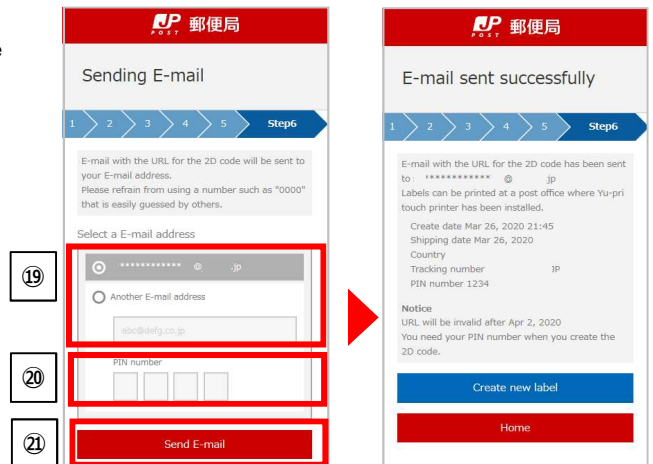 e
JP POST 郵便局
Sending E-mail
1 2 3 4 5 Step6
E-mail with the URL for the 2D code will be sent to
your E-mail address.
Please refrain from using a number such as "0000"
that is easily guessed by others.
Select a E-mail address
************ @ .jp
Another E-mail address
abc@defg.co.jp
PIN number
Send E-mail
⑲
⑳
㉑
JP POST 郵便局
E-mail sent successfully
1 2 3 4 5 Step6
E-mail with the URL for the 2D code has been sent
to : '*********** @ jp
Labels can be printed at a post office where Yu-pri
touch printer has been installed.
Create date Mar 26, 2020 21:45
Shipping date Mar 26, 2020
Country
Tracking number JP
PIN number 1234
Notice
URL will be invalid after Apr 2, 2020
You need your PIN number when you create the
2D code.
Create new label
Home